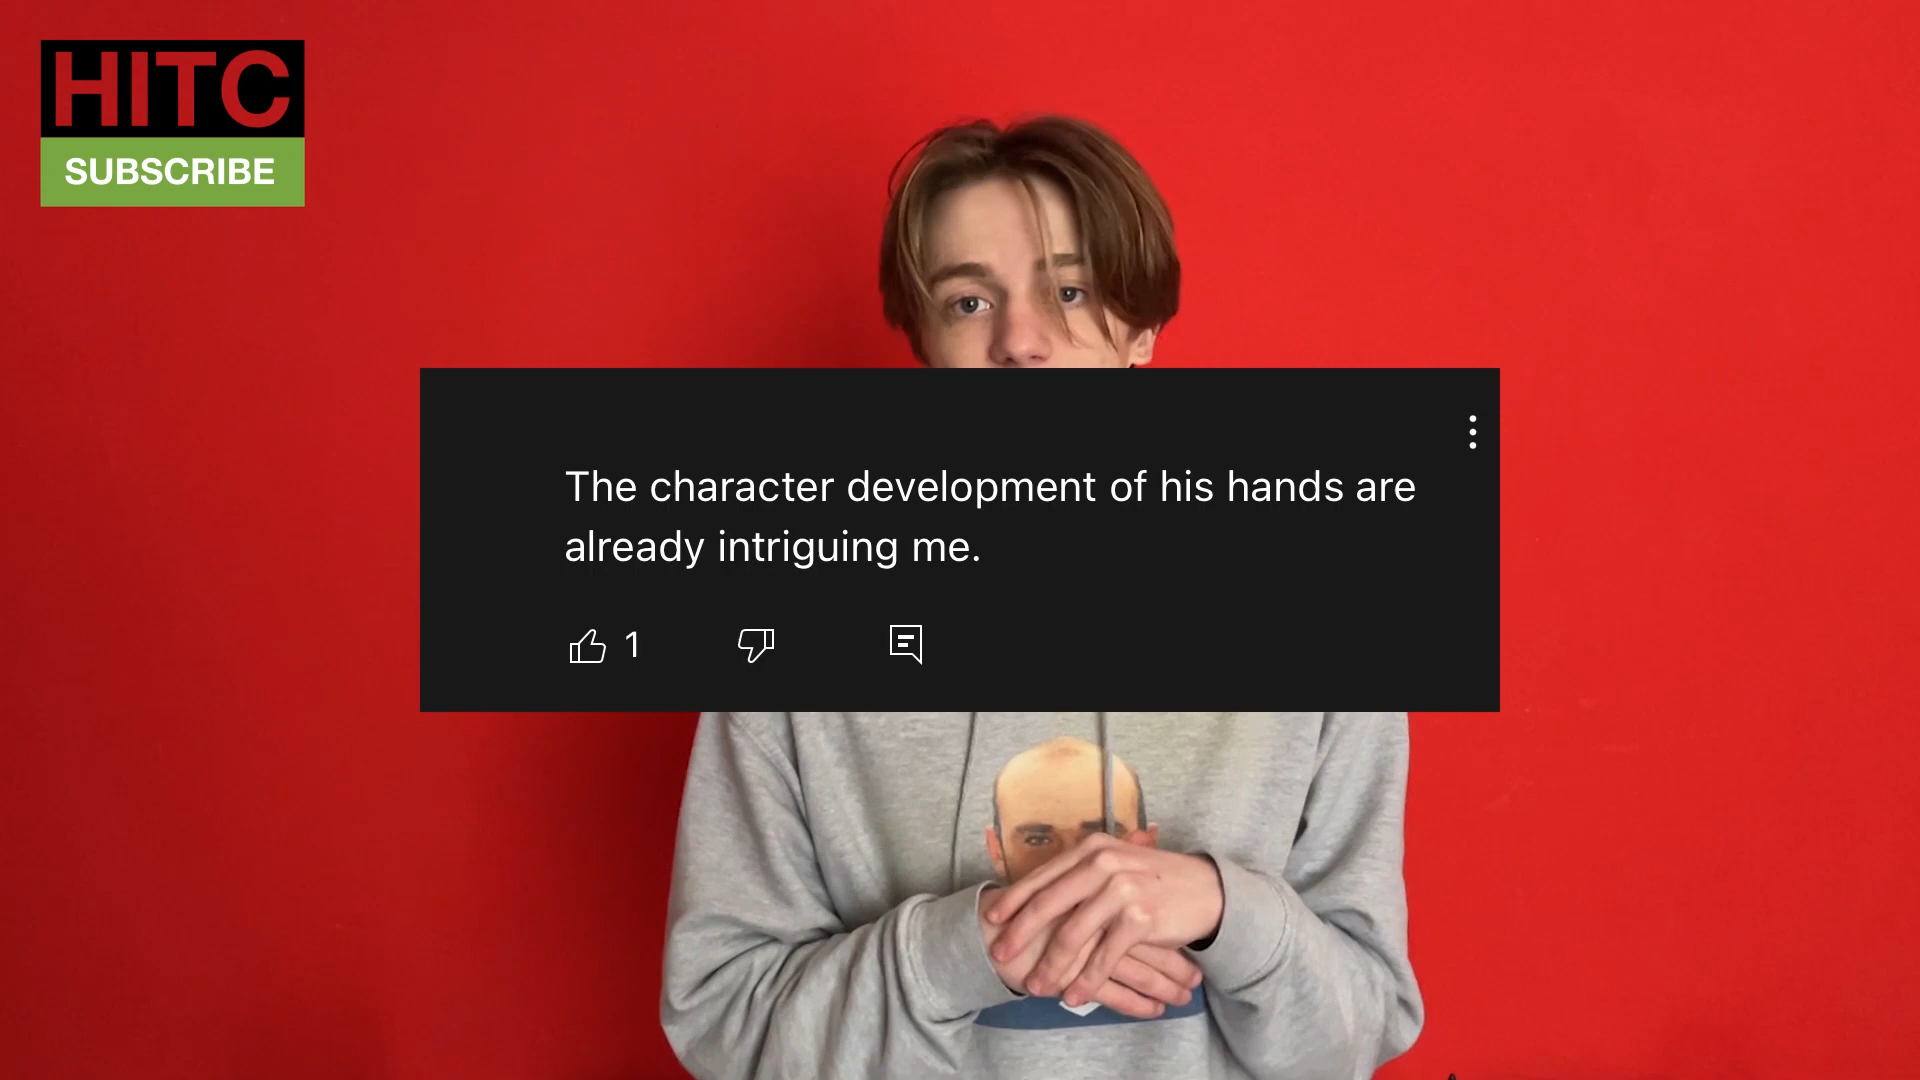 HITC
SUBSCRIBE
The character development of his hands are
already intriguing me.
1